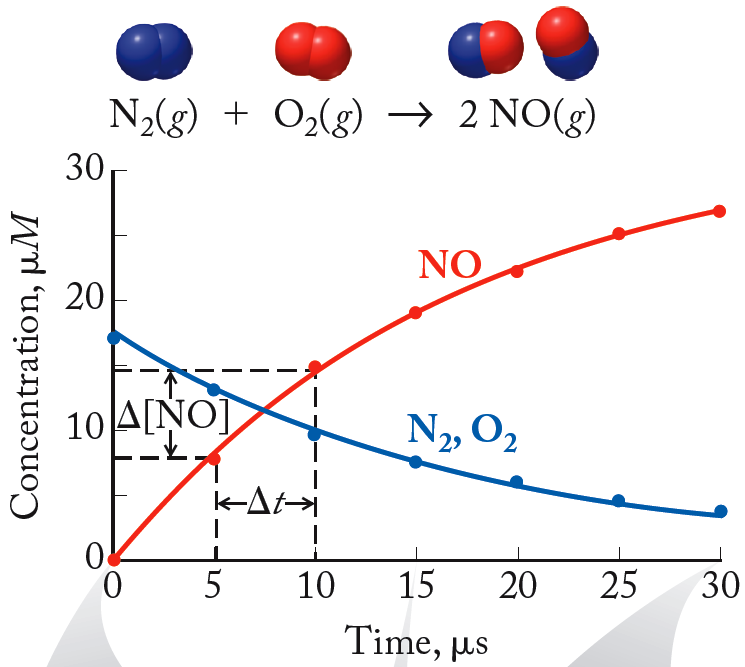 N₂(g) + O₂(g) → 2 NO(g)
Concentration, μM
30
20
10
0
NO
N₂, O₂
Δ[NO]
←Δt→
0 5 10 15 20 25 30
Time, μs